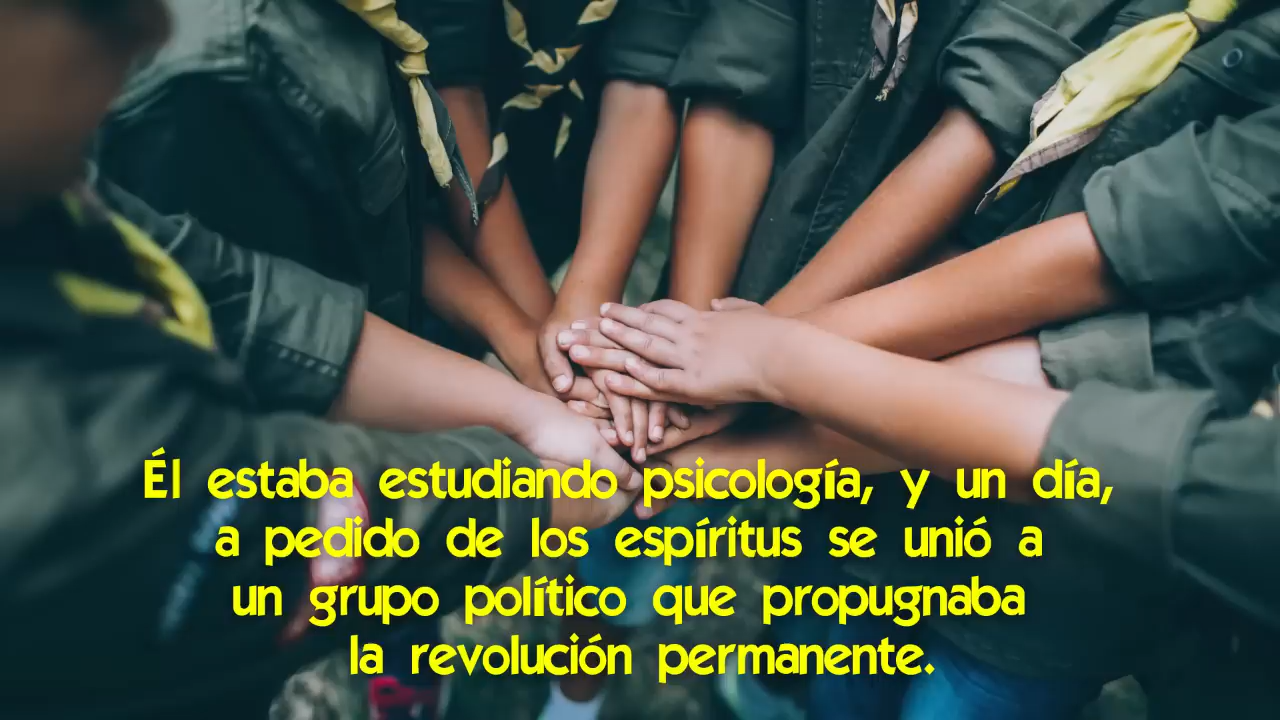 Él estaba estudiando psicología, y un día,
a pedido de los espíritus se unió a
un grupo político que propugnaba
la revolución permanente.